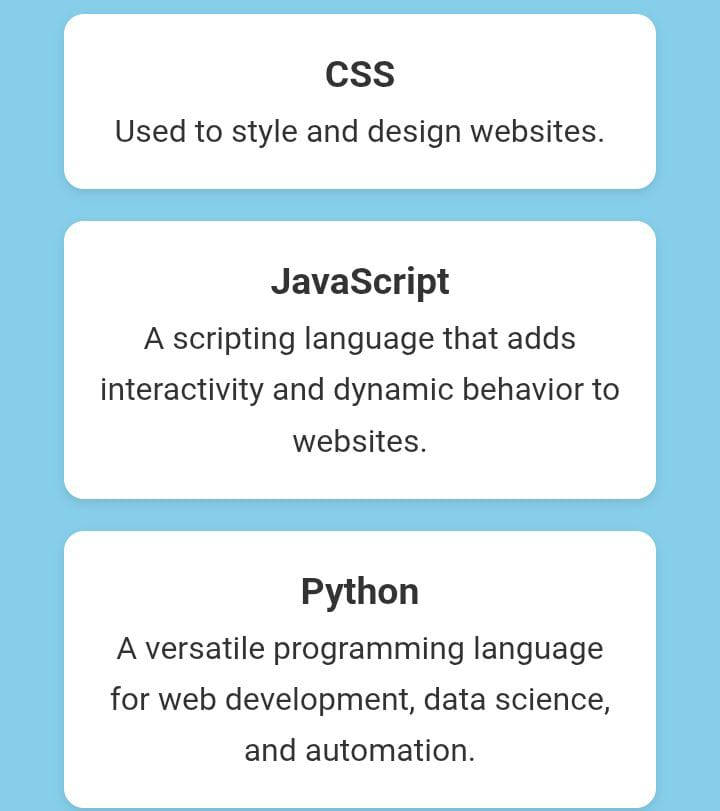 CSS
Used to style and design websites.
JavaScript
A scripting language that adds
interactivity and dynamic behavior to
websites.
Python
A versatile programming language
for web development, data science,
and automation.